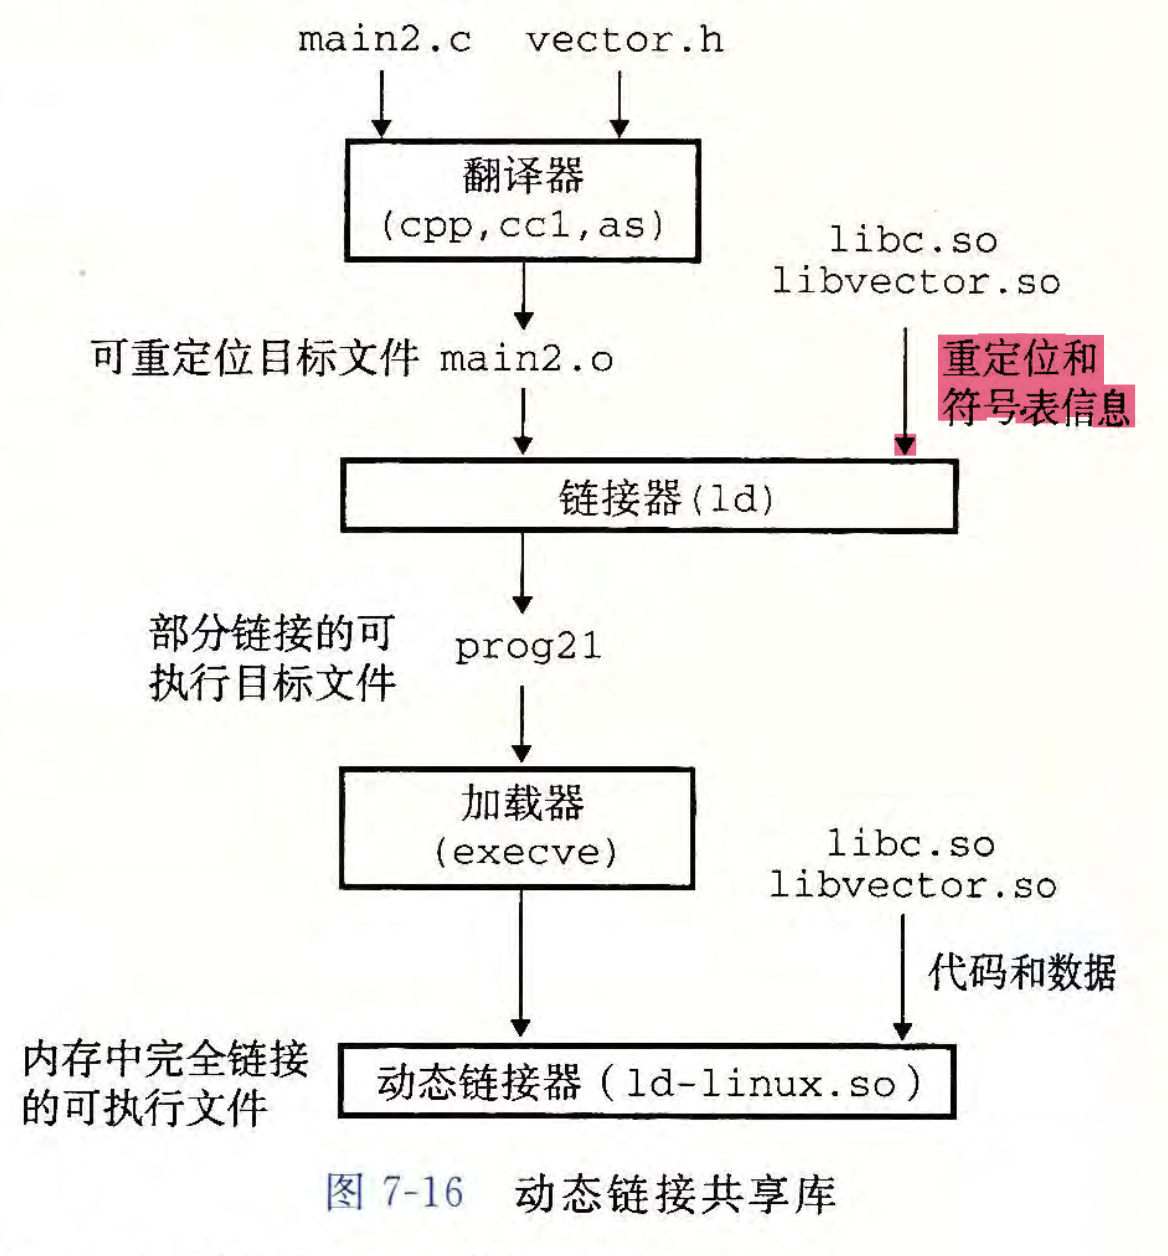 main2.c vector.h
翻译器
(cpp,cc1,as)
libc.so
libvector.so
可重定位目标文件 main2.o
重定位和
符号表信息
链接器(ld)
部分链接的可
执行目标文件
prog21
加载器
(execve)
libc.so
libvector.so
代码和数据
内存中完全链接
的可执行文件
动态链接器(ld-linux.so)
图 7-16 动态链接共享库